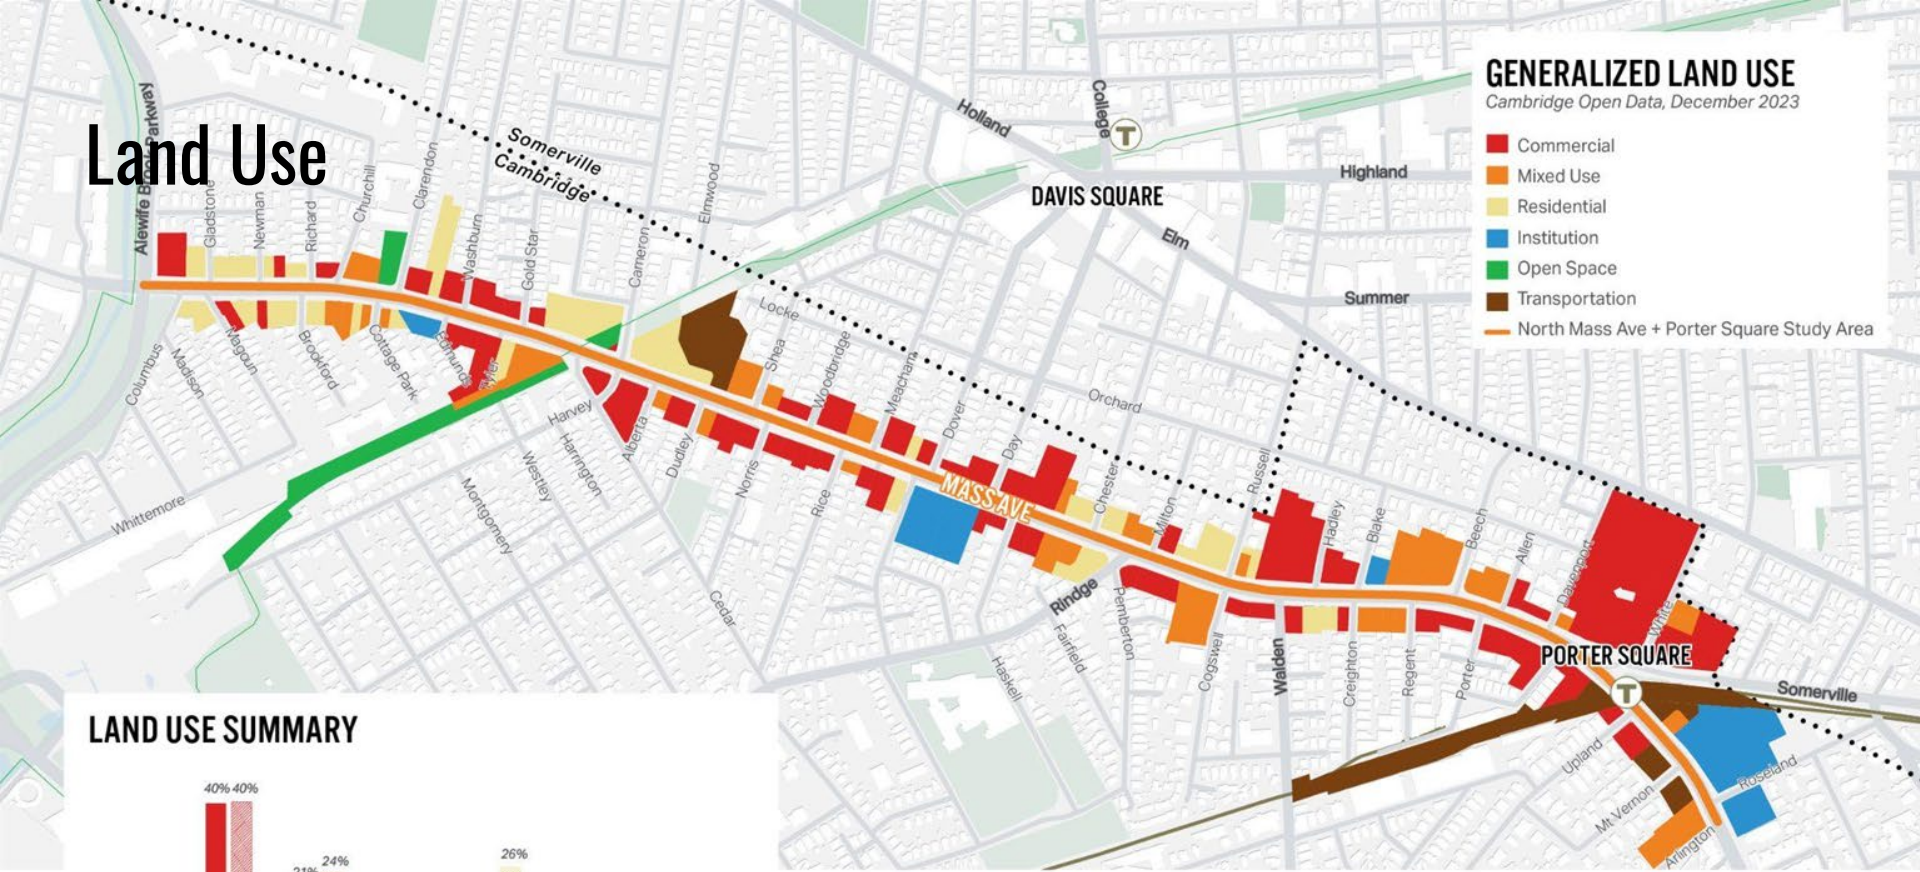 Land Use
GENERALIZED LAND USE
Cambridge Open Data, December 2023
Commercial
Mixed Use
Residential
Institution
Open Space
Transportation
North Mass Ave + Porter Square Study Area
Somerville
Cambridge
Alewife Brook Parkway
Gladstone
Newman
Richard
Churchill
Clarendon
Washburn
Gold Star
Cameron
Elmwood
Holland
College
T
DAVIS SQUARE
Highland
Elm
Summer
Locke
Shea
Woodbridge
Meacham
Dover
Day
Orchard
Chester
Milton
Russell
Hadley
Blake
Beech
Allen
Davenport
White
Columbus
Madison
Magoun
Brookford
Cottage Park
Edmunds
Tyler
Harvey
Alberta
Dudley
Norris
Rice
MASS AVE
Whittemore
Montgomery
Westley
Harrington
Cedar
Rindge
Fairfield
Haskell
Pemberton
Cogswell
Walden
Creighton
Regent
Porter
PORTER SQUARE
T
Somerville
Upland
Mt Vernon
Roseland
Arlington
LAND USE SUMMARY
40% 40%
21%
24%
26%